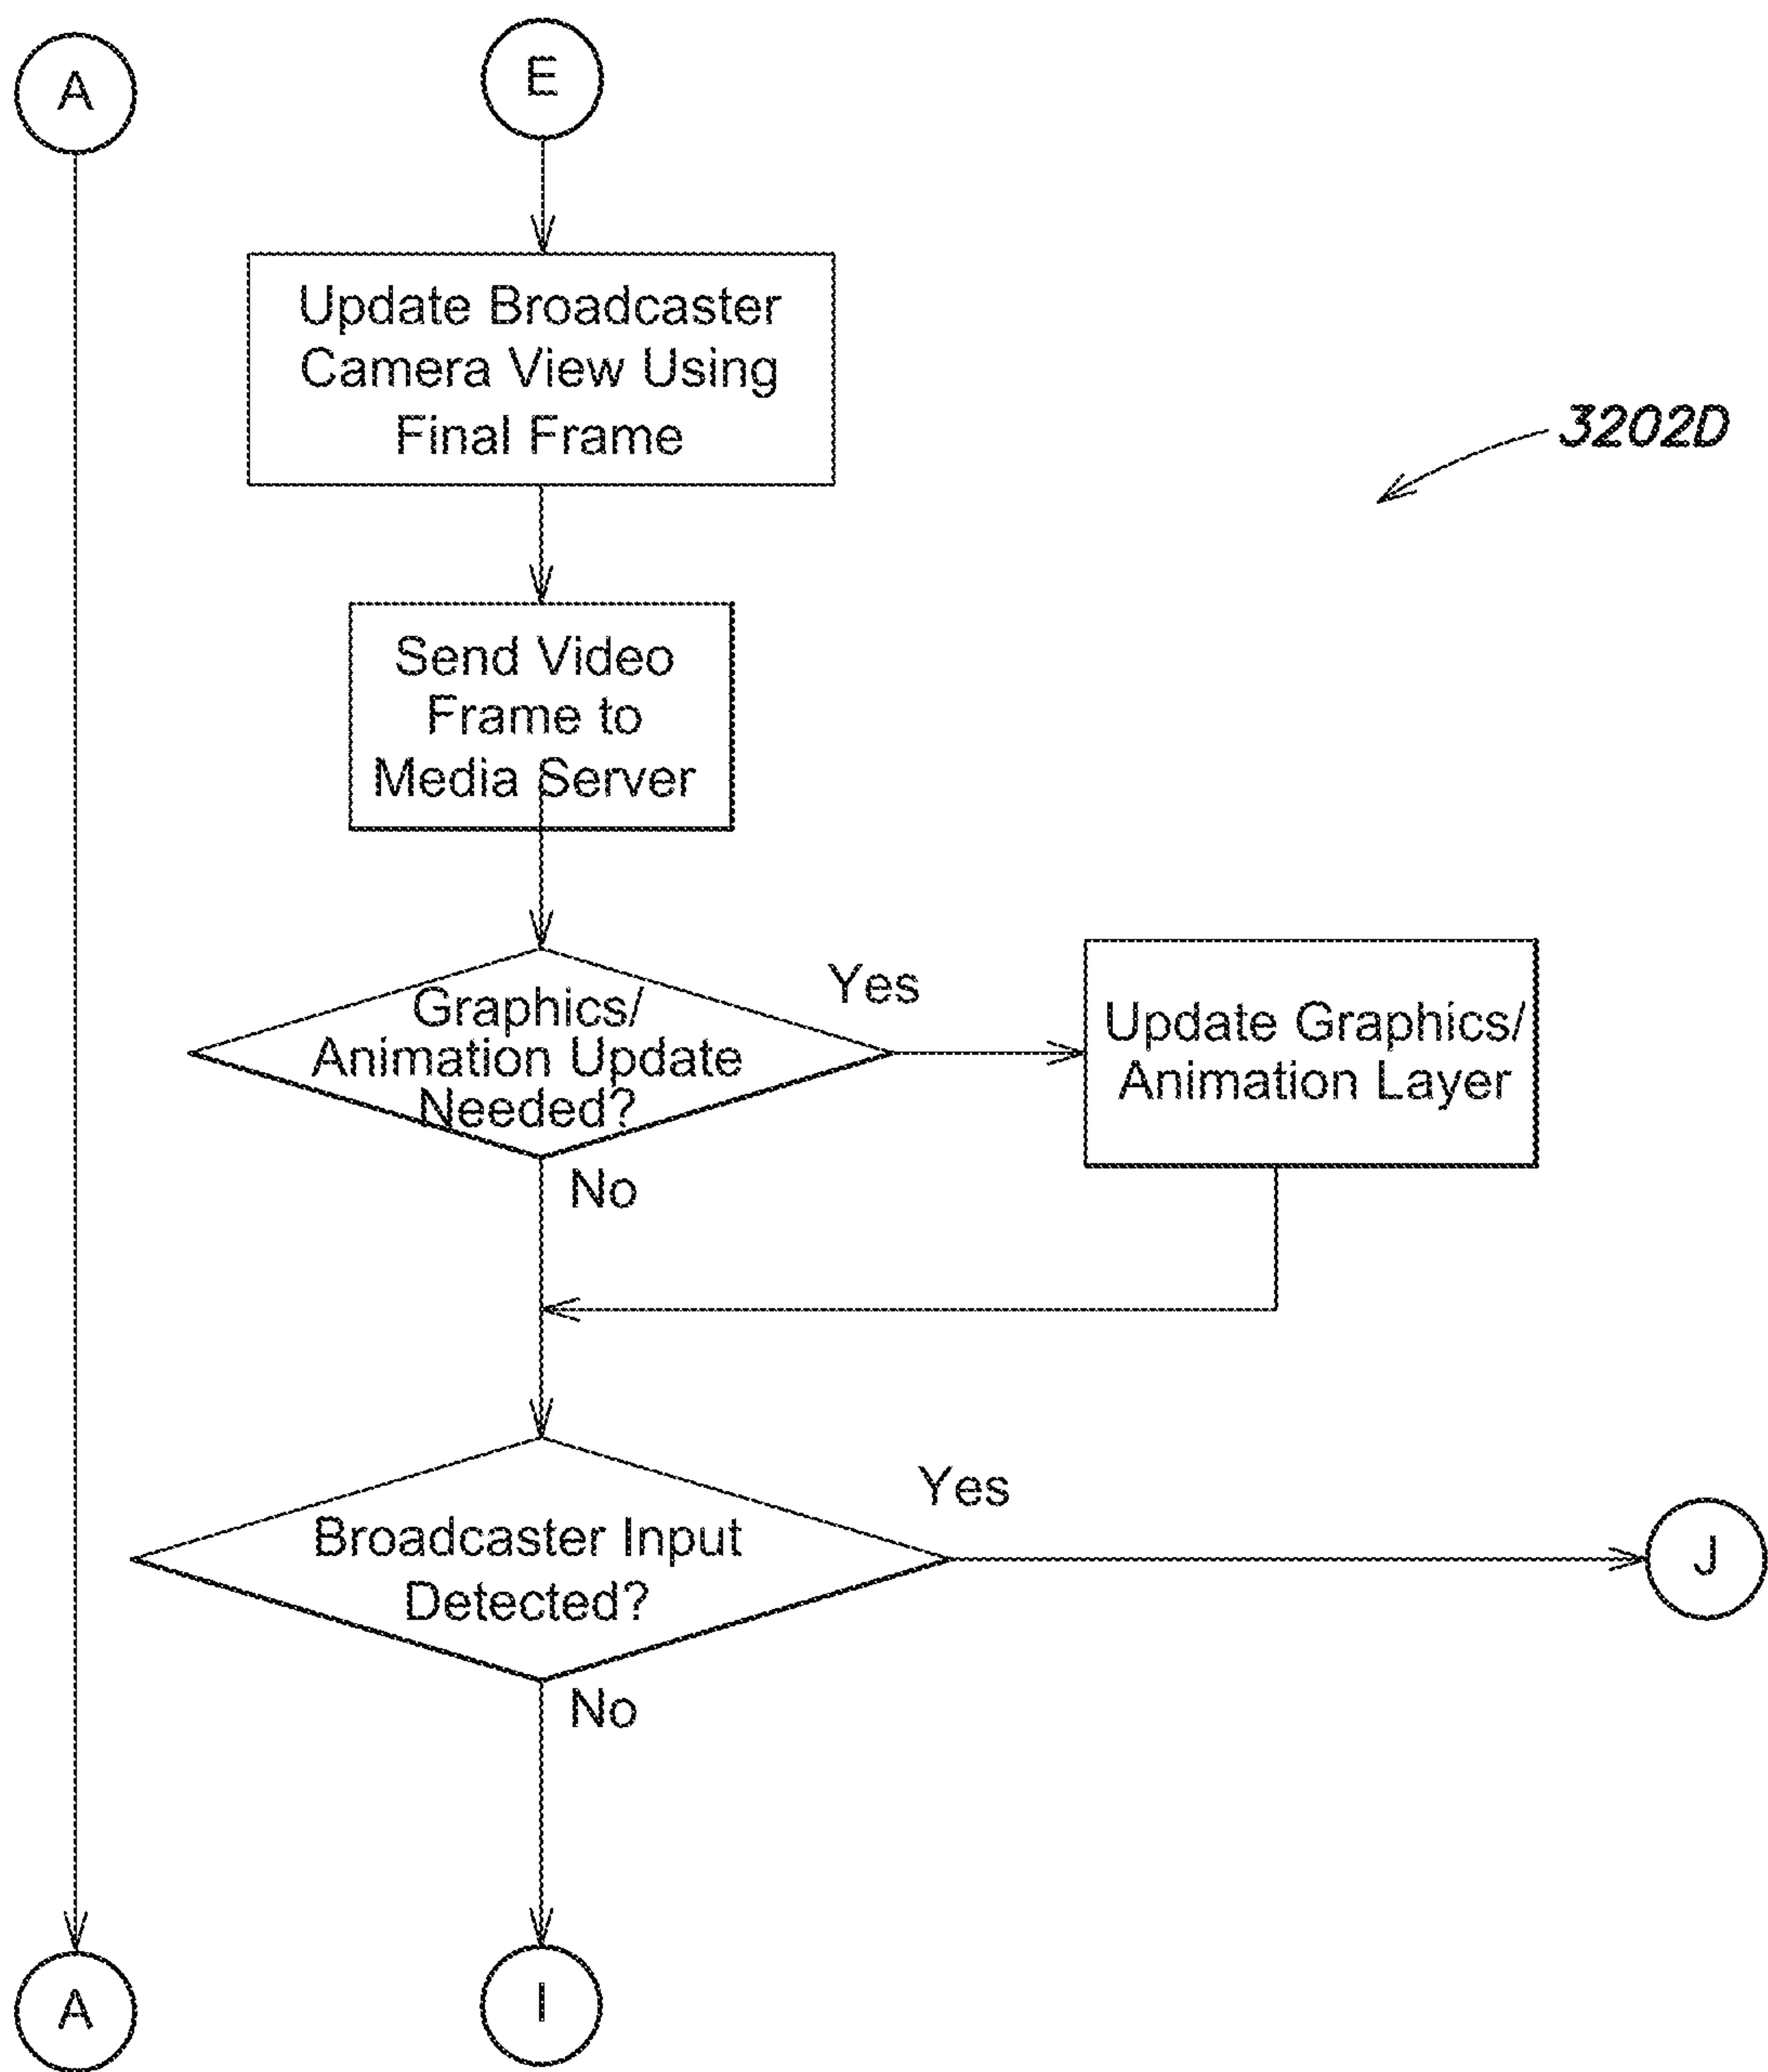 A
E
Update Broadcaster
Camera View Using
Final Frame
3202D
Send Video
Frame to
Media Server
Graphics/
Animation Update
Needed?
Yes
Update Graphics/
Animation Layer
No
Broadcaster Input
Detected?
Yes
J
No
A
I